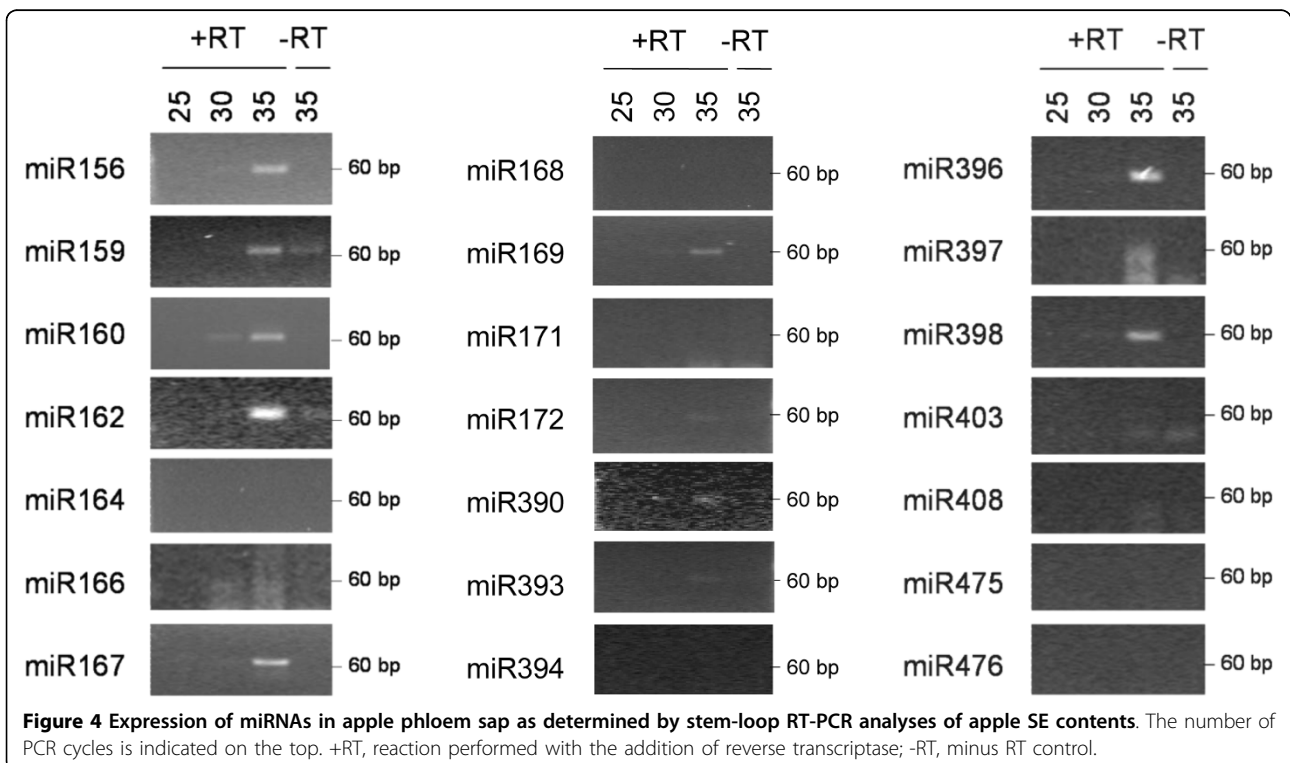 +RT -RT
25 30 35 35
miR156 60 bp
miR159 60 bp
miR160 60 bp
miR162 60 bp
miR164 60 bp
miR166 60 bp
miR167 60 bp
+RT -RT
25 30 35 35
miR168 60 bp
miR169 60 bp
miR171 60 bp
miR172 60 bp
miR390 60 bp
miR393 60 bp
miR394 60 bp
+RT -RT
25 30 35 35
miR396 60 bp
miR397 60 bp
miR398 60 bp
miR403 60 bp
miR408 60 bp
miR475 60 bp
miR476 60 bp
Figure 4 Expression of miRNAs in apple phloem sap as determined by stem-loop RT-PCR analyses of apple SE contents. The number of
PCR cycles is indicated on the top. +RT, reaction performed with the addition of reverse transcriptase; -RT, minus RT control.